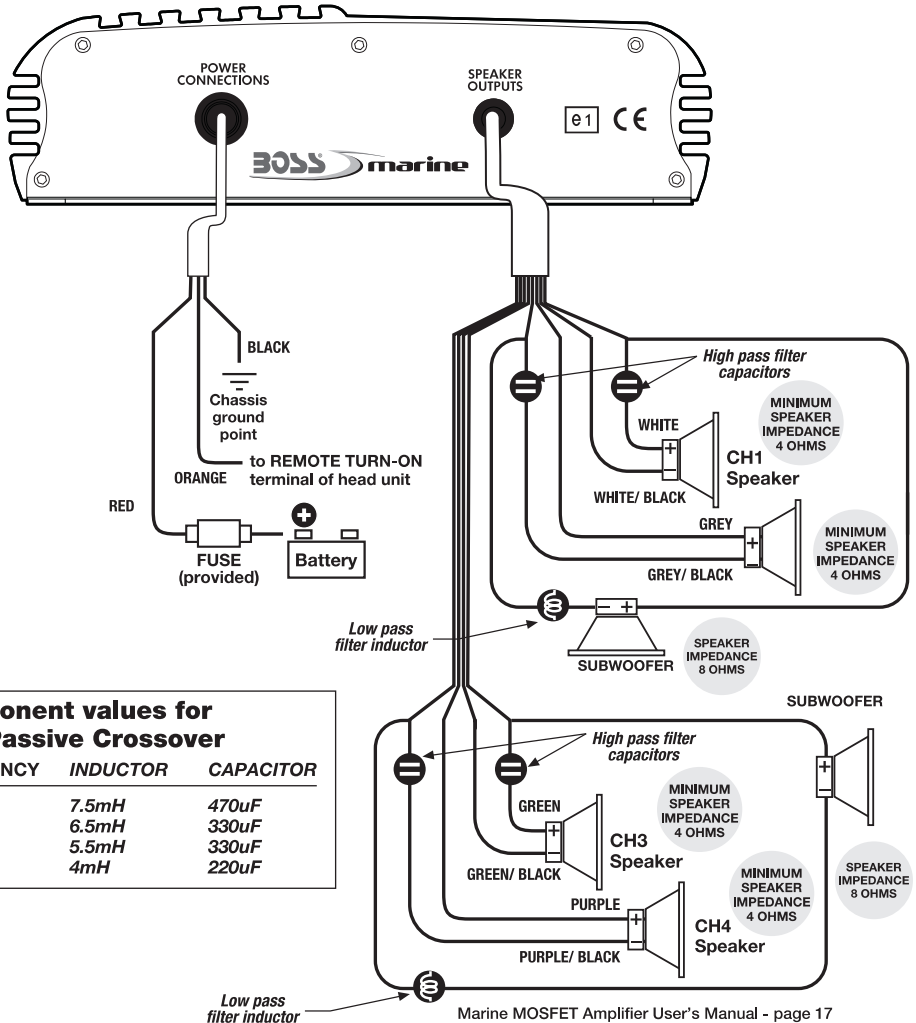 POWER
CONNECTIONS
SPEAKER
OUTPUTS
e1 CE
BOSS marine
BLACK
Chassis
ground
point
to REMOTE TURN-ON
terminal of head unit
ORANGE
RED
FUSE
(provided)
+
Battery
High pass filter
capacitors
MINIMUM
SPEAKER
IMPEDANCE
4 OHMS
WHITE
+
–
CH1
Speaker
WHITE/ BLACK
GREY
+
–
GREY/ BLACK
MINIMUM
SPEAKER
IMPEDANCE
4 OHMS
Low pass
filter inductor
– +
SUBWOOFER
SPEAKER
IMPEDANCE
8 OHMS
onent values for
Passive Crossover
NCY INDUCTOR CAPACITOR
7.5mH 470uF
6.5mH 330uF
5.5mH 330uF
4mH 220uF
SUBWOOFER
+
–
High pass filter
capacitors
MINIMUM
SPEAKER
IMPEDANCE
4 OHMS
GREEN
+
–
CH3
Speaker
GREEN/ BLACK
PURPLE
+
–
CH4
Speaker
PURPLE/ BLACK
MINIMUM
SPEAKER
IMPEDANCE
4 OHMS
SPEAKER
IMPEDANCE
8 OHMS
Low pass
filter inductor
Marine MOSFET Amplifier User's Manual - page 17